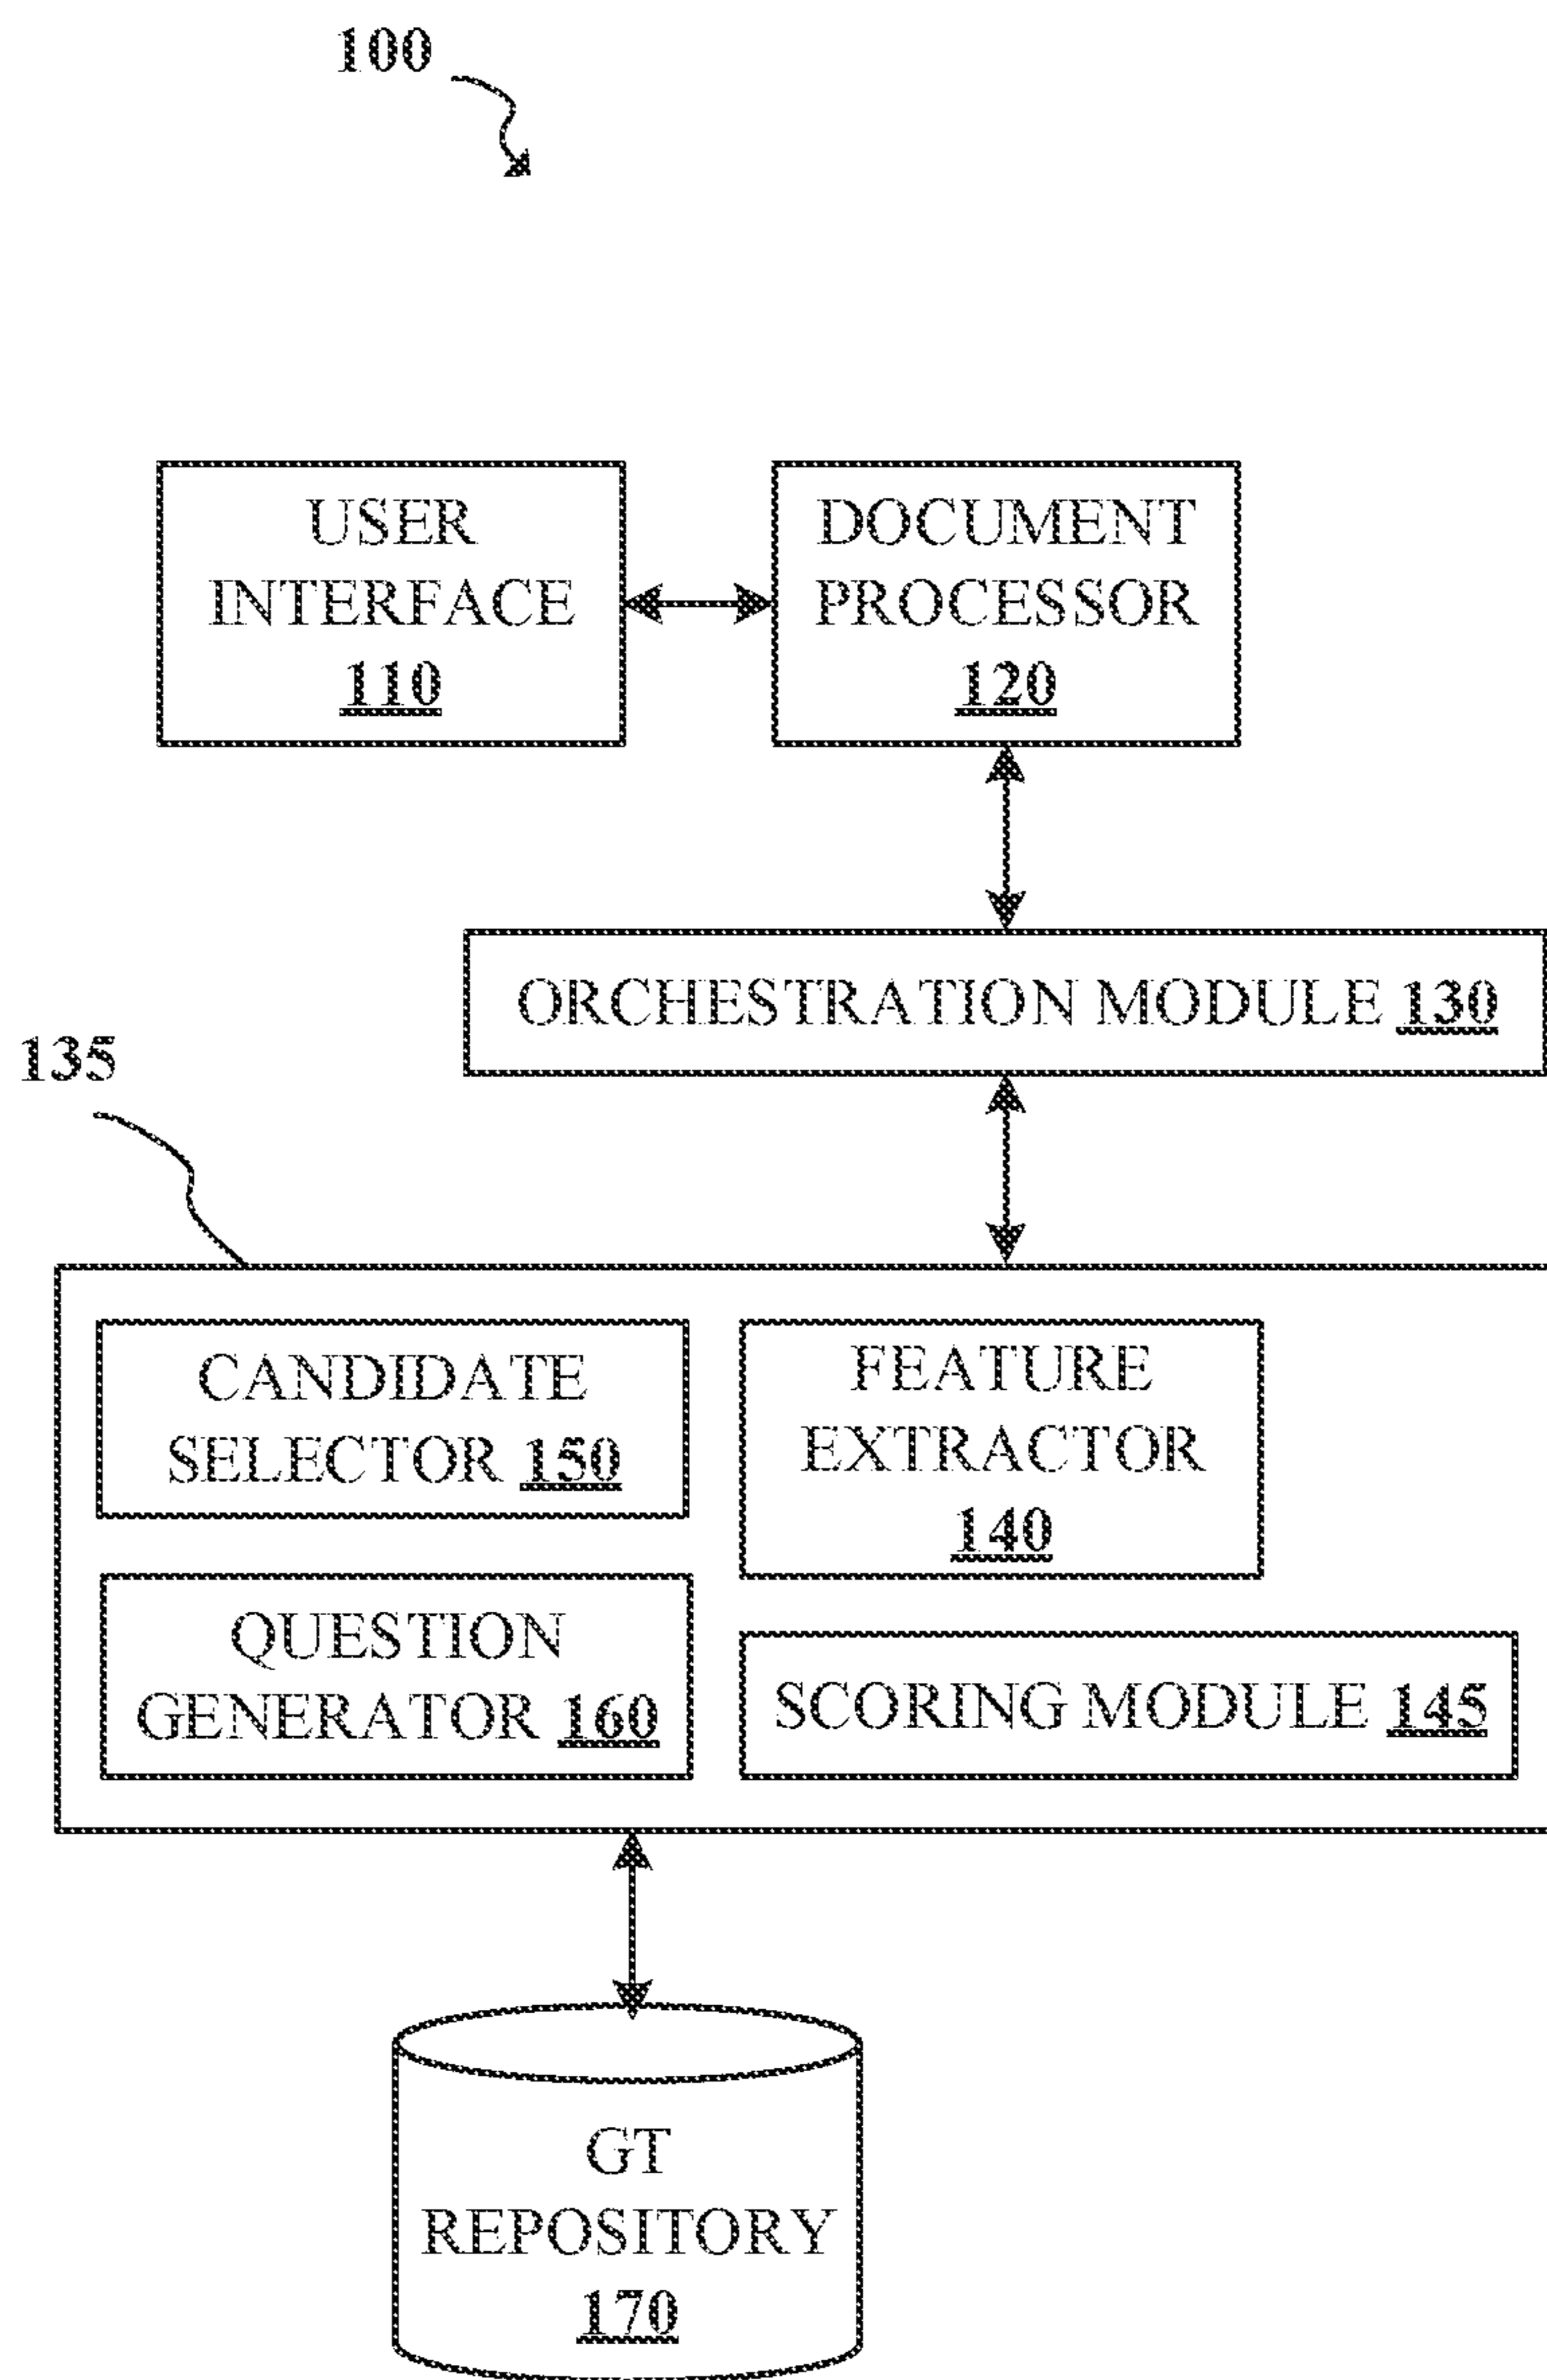 100
USER
INTERFACE
110
DOCUMENT
PROCESSOR
120
ORCHESTRATION MODULE 130
135
CANDIDATE
SELECTOR 150
FEATURE
EXTRACTOR
140
QUESTION
GENERATOR 160
SCORING MODULE 145
GT
REPOSITORY
170